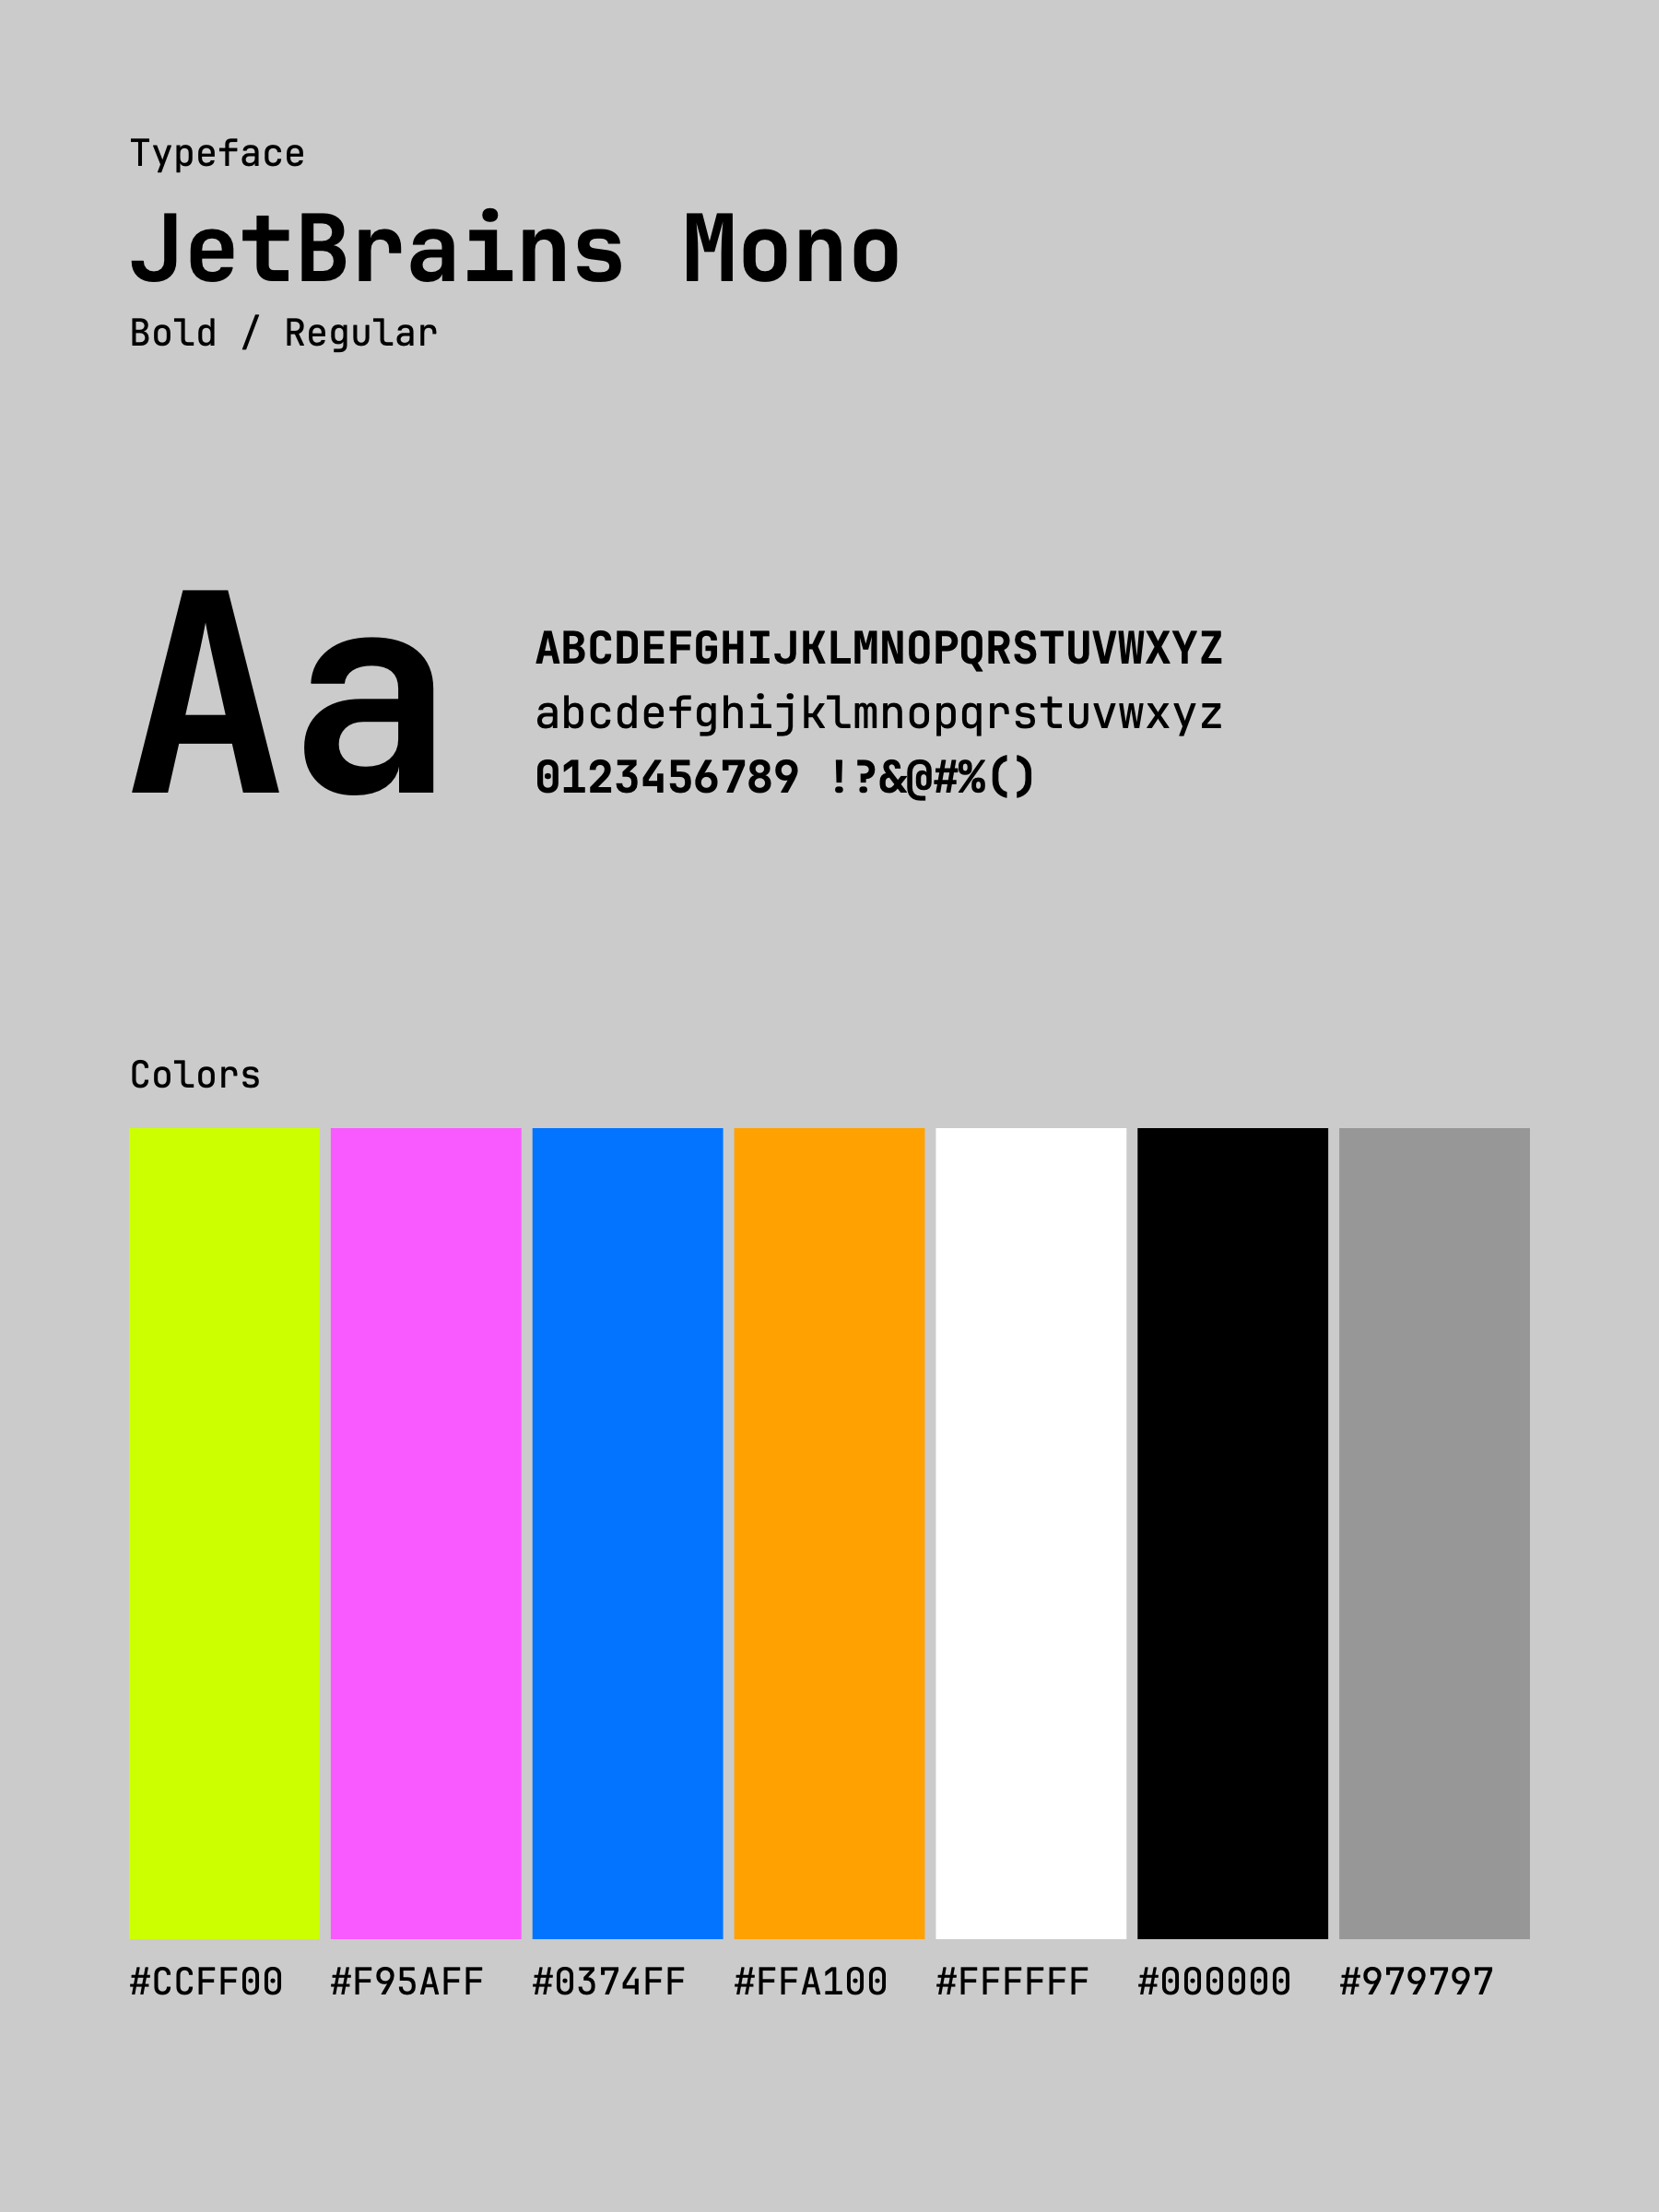 Typeface
JetBrains Mono
Bold / Regular
Aa
ABCDEFGHIJKLMNOPQRSTUVWXYZ
abcdefghijklmnopqrstuvwxyz
0123456789 !?&@#%()
Colors
#CCFF00 #F95AFF #0374FF #FFA100 #FFFFFF #000000 #979797